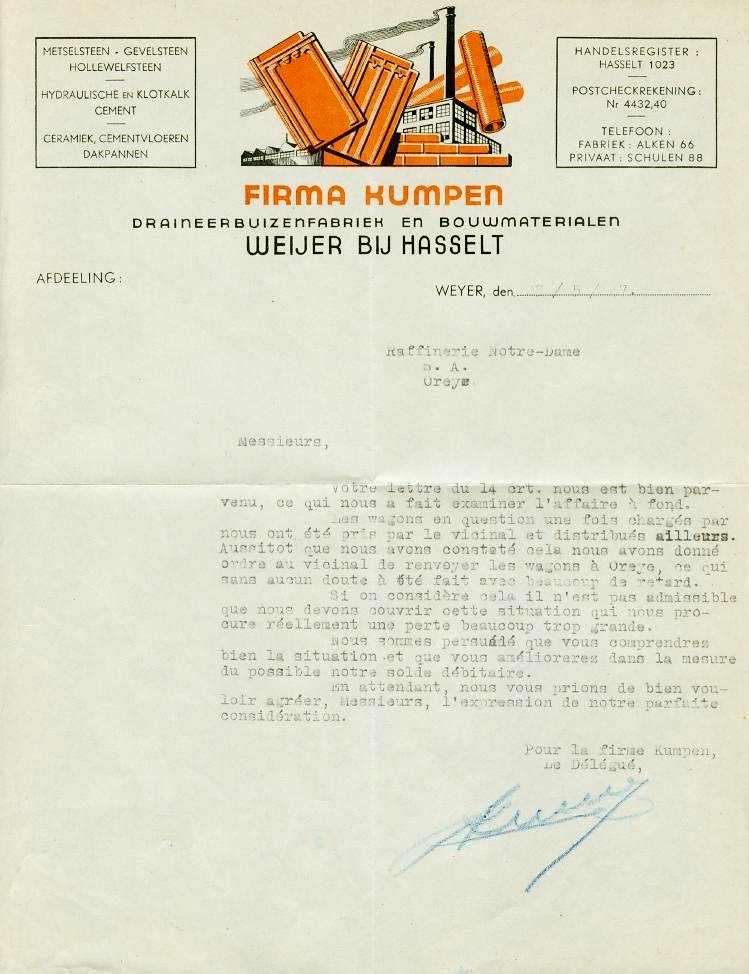 METSELSTEEN - GEVELSTEEN
HOLLEWELFSTEEN
HYDRAULISCHE EN KLOTKALK
CEMENT
CERAMIEK, CEMENTVLOEREN
DAKPANNEN
HANDELSREGISTER :
HASSELT 1023
POSTCHECKREKENING :
Nr 4432,40
TELEFOON :
FABRIEK : ALKEN 66
PRIVAAT : SCHULEN 88
FIRMA KUMPEN
DRAINEERBUIZENFABRIEK EN BOUWMATERIALEN
WEIJER BIJ HASSELT
AFDEELING :
WEYER, den
Raffinerie Notre-Dame
S. A.
Oreye
Messieurs,
Votre lettre du 14 crt. nous est bien par-
venu, ce qui nous a fait examiner l'affaire à fond.
Les wagons en question une fois chargés par
nous ont été pris par le vicinal et distribués ailleurs.
Aussitot que nous avons constaté cela nous avons donné
ordre au vicinal de renvoyer les wagons à Oreye, ce qui
sans aucun doute à été fait avec beaucoup de retard.
Si on considère cela il n'est pas admissible
que nous devons couvrir cette situation qui nous pro-
cure réellement une perte beaucoup trop grande.
Nous sommes persuádé que vous comprendrez
bien la situation et que vous améliorerez dans la mesure
du possible notre solde débitaire.
En attendant, nous vous prions de bien vou-
loir agréer, Messieurs, l'expression de notre parfaite
considération.
Pour la firme Kumpen,
Le Délégué,